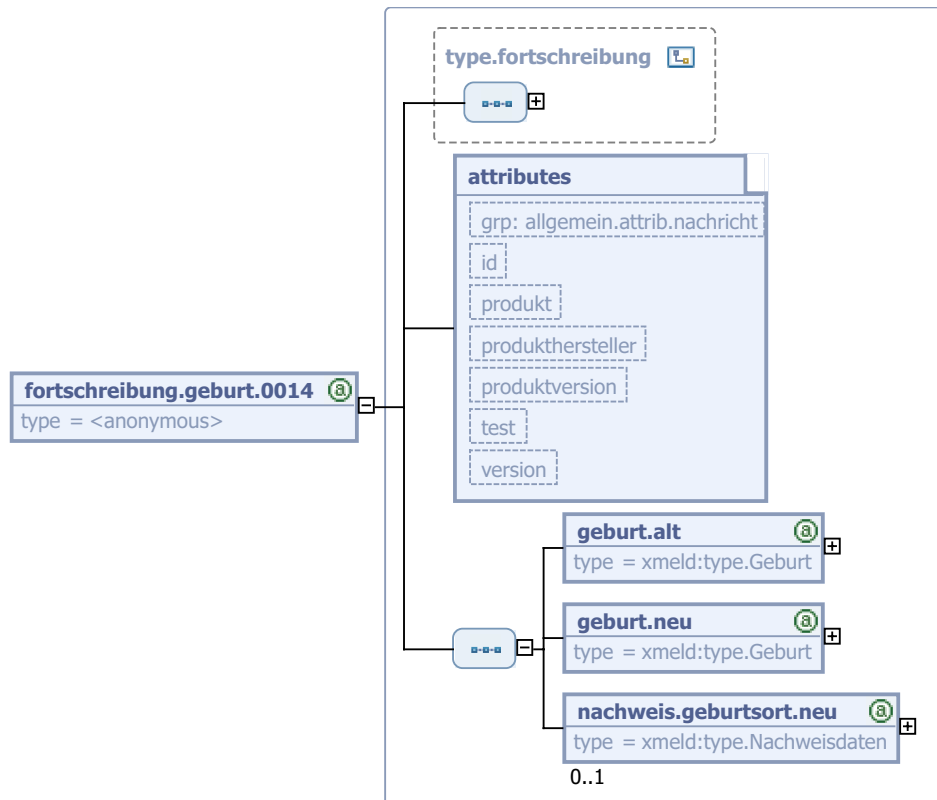 type.fortschreibung
attributes
grp: allgemein.attrib.nachricht
id
produkt
produkthersteller
produktversion
test
version
fortschreibung.geburt.0014
type = <anonymous>
geburt.alt
type = xmeld:type.Geburt
geburt.neu
type = xmeld:type.Geburt
nachweis.geburtsort.neu
type = xmeld:type.Nachweisdaten
0..1